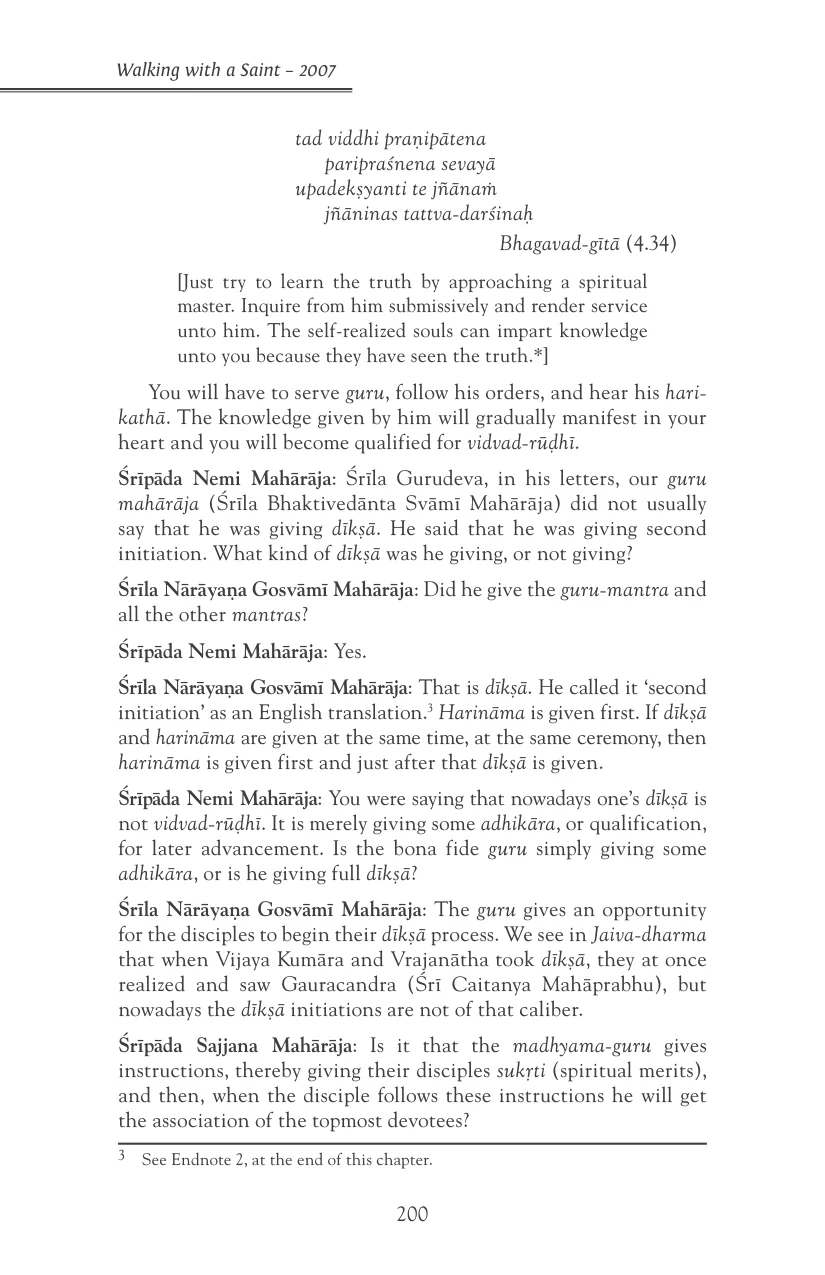 Walking with a Saint – 2007
tad viddhi praṇipātena
paripraśnena sevayā
upadekṣyanti te jñānaṁ
jñāninas tattva-darśinaḥ
Bhagavad-gītā (4.34)
[Just try to learn the truth by approaching a spiritual
master. Inquire from him submissively and render service
unto him. The self-realized souls can impart knowledge
unto you because they have seen the truth.*]
You will have to serve guru, follow his orders, and hear his hari-
kathā. The knowledge given by him will gradually manifest in your
heart and you will become qualified for vidvad-rūḍhī.
Śrīpāda Nemi Mahārāja: Śrīla Gurudeva, in his letters, our guru
mahārāja (Śrīla Bhaktivedānta Svāmī Mahārāja) did not usually
say that he was giving dīkṣā. He said that he was giving second
initiation. What kind of dīkṣā was he giving, or not giving?
Śrīla Nārāyaṇa Gosvāmī Mahārāja: Did he give the guru-mantra and
all the other mantras?
Śrīpāda Nemi Mahārāja: Yes.
Śrīla Nārāyaṇa Gosvāmī Mahārāja: That is dīkṣā. He called it ‘second
initiation’ as an English translation.3 Harināma is given first. If dīkṣā
and harināma are given at the same time, at the same ceremony, then
harināma is given first and just after that dīkṣā is given.
Śrīpāda Nemi Mahārāja: You were saying that nowadays one’s dīkṣā is
not vidvad-rūḍhī. It is merely giving some adhikāra, or qualification,
for later advancement. Is the bona fide guru simply giving some
adhikāra, or is he giving full dīkṣā?
Śrīla Nārāyaṇa Gosvāmī Mahārāja: The guru gives an opportunity
for the disciples to begin their dīkṣā process. We see in Jaiva-dharma
that when Vijaya Kumāra and Vrajanātha took dīkṣā, they at once
realized and saw Gauracandra (Śrī Caitanya Mahāprabhu), but
nowadays the dīkṣā initiations are not of that caliber.
Śrīpāda Sajjana Mahārāja: Is it that the madhyama-guru gives
instructions, thereby giving their disciples sukṛti (spiritual merits),
and then, when the disciple follows these instructions he will get
the association of the topmost devotees?
3 See Endnote 2, at the end of this chapter.
200